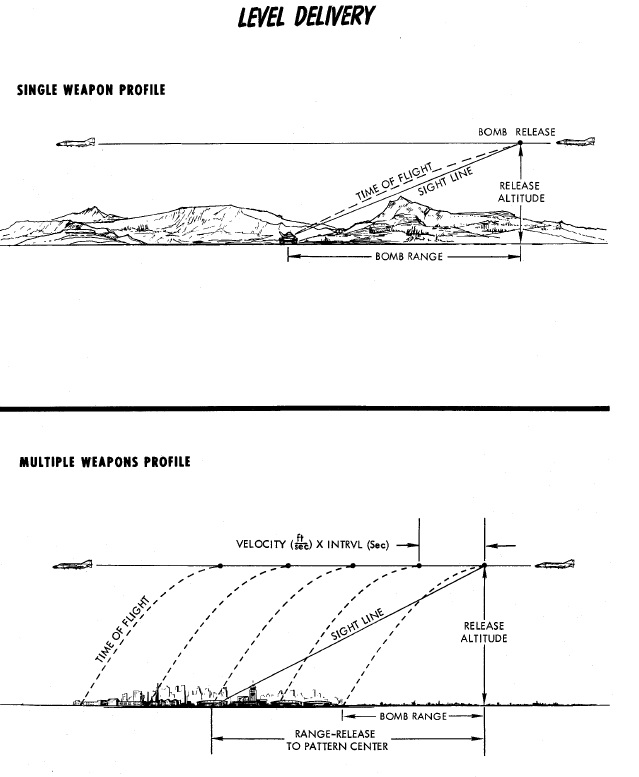 LEVEL DELIVERY
SINGLE WEAPON PROFILE
BOMB RELEASE
TIME OF FLIGHT
SIGHT LINE
RELEASE
ALTITUDE
BOMB RANGE
MULTIPLE WEAPONS PROFILE
VELOCITY (ft/sec) X INTRVL (Sec)
TIME OF FLIGHT
SIGHT LINE
RELEASE
ALTITUDE
BOMB RANGE
RANGE-RELEASE
TO PATTERN CENTER